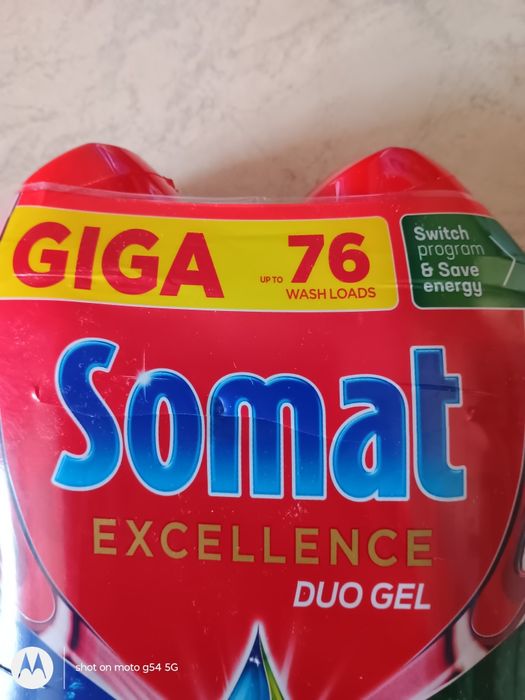 GIGA
UP TO 76
WASH LOADS
Switch
program
& Save
energy
Somat
EXCELLENCE
DUO GEL
shot on moto g54 5G